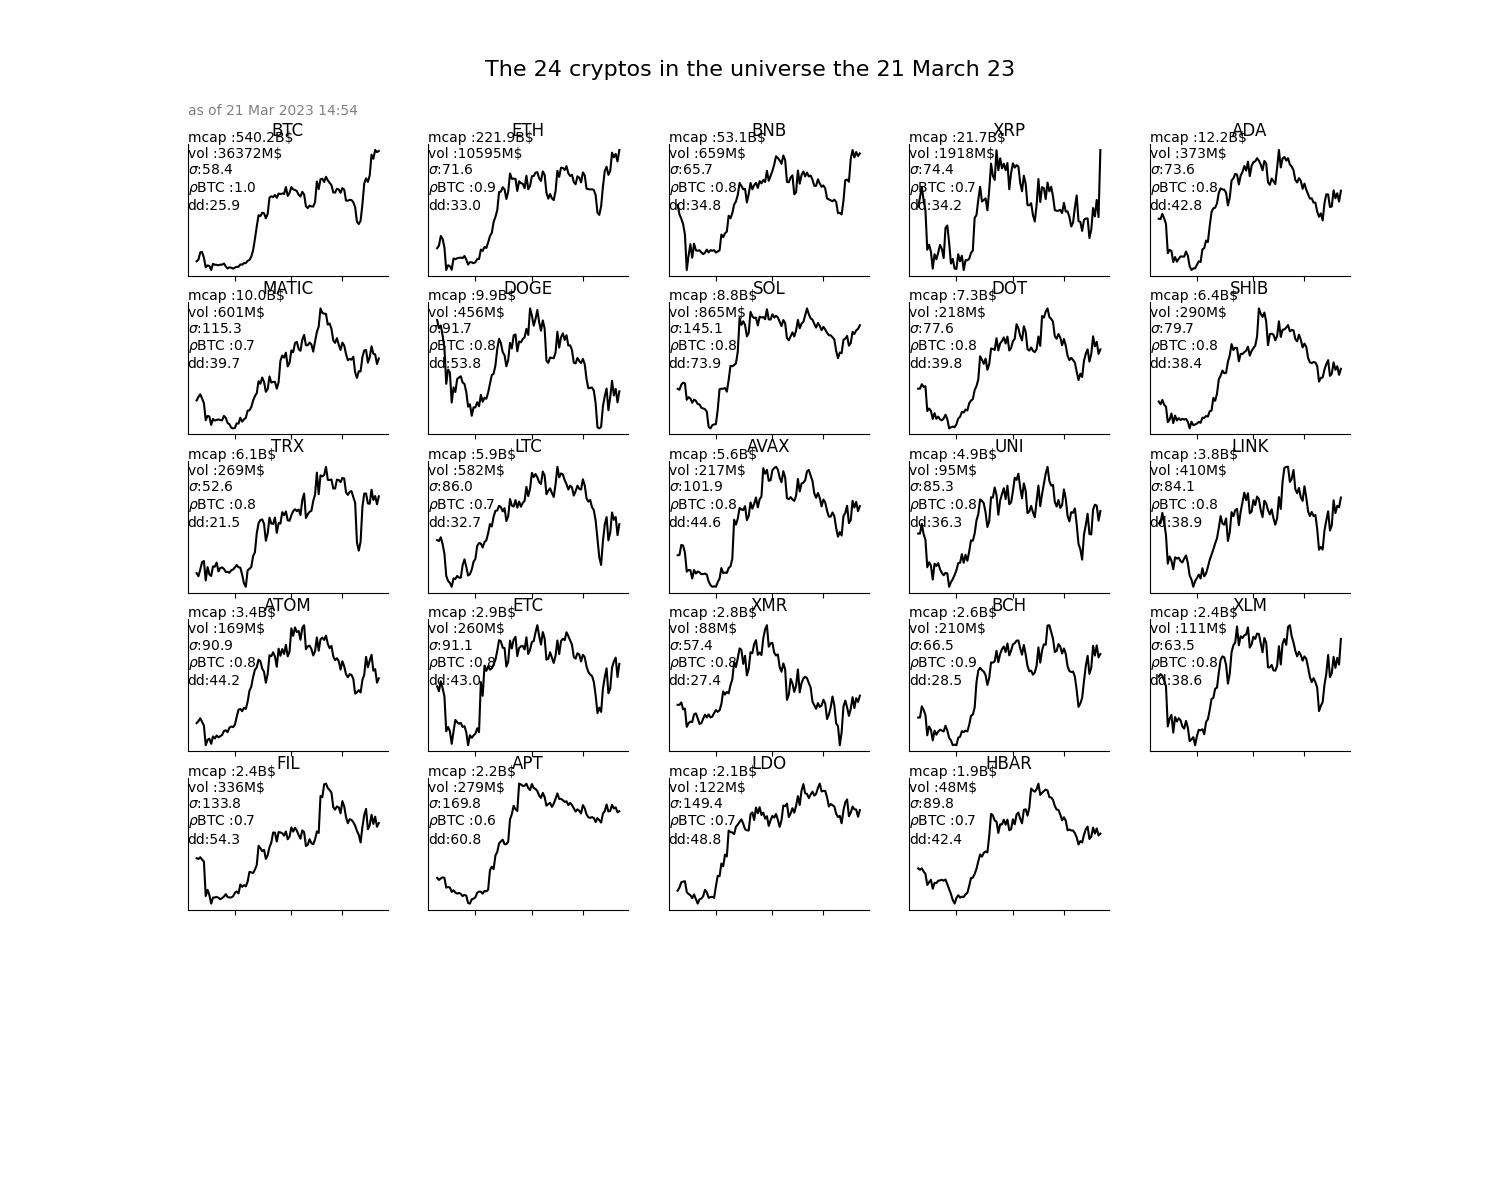 The 24 cryptos in the universe the 21 March 23
as of 21 Mar 2023 14:54
BTC
mcap :540.2B$
vol :36372M$
σ:58.4
ρBTC :1.0
dd:25.9
ETH
mcap :221.9B$
vol :10595M$
σ:71.6
ρBTC :0.9
dd:33.0
BNB
mcap :53.1B$
vol :659M$
σ:65.7
ρBTC :0.8
dd:34.8
XRP
mcap :21.7B$
vol :1918M$
σ:74.4
ρBTC :0.7
dd:34.2
ADA
mcap :12.2B$
vol :373M$
σ:73.6
ρBTC :0.8
dd:42.8
MATIC
mcap :10.0B$
vol :601M$
σ:115.3
ρBTC :0.7
dd:39.7
DOGE
mcap :9.9B$
vol :456M$
σ:91.7
ρBTC :0.8
dd:53.8
SOL
mcap :8.8B$
vol :865M$
σ:145.1
ρBTC :0.8
dd:73.9
DOT
mcap :7.3B$
vol :218M$
σ:77.6
ρBTC :0.8
dd:39.8
SHIB
mcap :6.4B$
vol :290M$
σ:79.7
ρBTC :0.8
dd:38.4
TRX
mcap :6.1B$
vol :269M$
σ:52.6
ρBTC :0.8
dd:21.5
LTC
mcap :5.9B$
vol :582M$
σ:86.0
ρBTC :0.7
dd:32.7
AVAX
mcap :5.6B$
vol :217M$
σ:101.9
ρBTC :0.8
dd:44.6
UNI
mcap :4.9B$
vol :95M$
σ:85.3
ρBTC :0.8
dd:36.3
LINK
mcap :3.8B$
vol :410M$
σ:84.1
ρBTC :0.8
dd:38.9
ATOM
mcap :3.4B$
vol :169M$
σ:90.9
ρBTC :0.8
dd:44.2
ETC
mcap :2.9B$
vol :260M$
σ:91.1
ρBTC :0.8
dd:43.0
XMR
mcap :2.8B$
vol :88M$
σ:57.4
ρBTC :0.8
dd:27.4
BCH
mcap :2.6B$
vol :210M$
σ:66.5
ρBTC :0.9
dd:28.5
XLM
mcap :2.4B$
vol :111M$
σ:63.5
ρBTC :0.8
dd:38.6
FIL
mcap :2.4B$
vol :336M$
σ:133.8
ρBTC :0.7
dd:54.3
APT
mcap :2.2B$
vol :279M$
σ:169.8
ρBTC :0.6
dd:60.8
LDO
mcap :2.1B$
vol :122M$
σ:149.4
ρBTC :0.7
dd:48.8
HBAR
mcap :1.9B$
vol :48M$
σ:89.8
ρBTC :0.7
dd:42.4